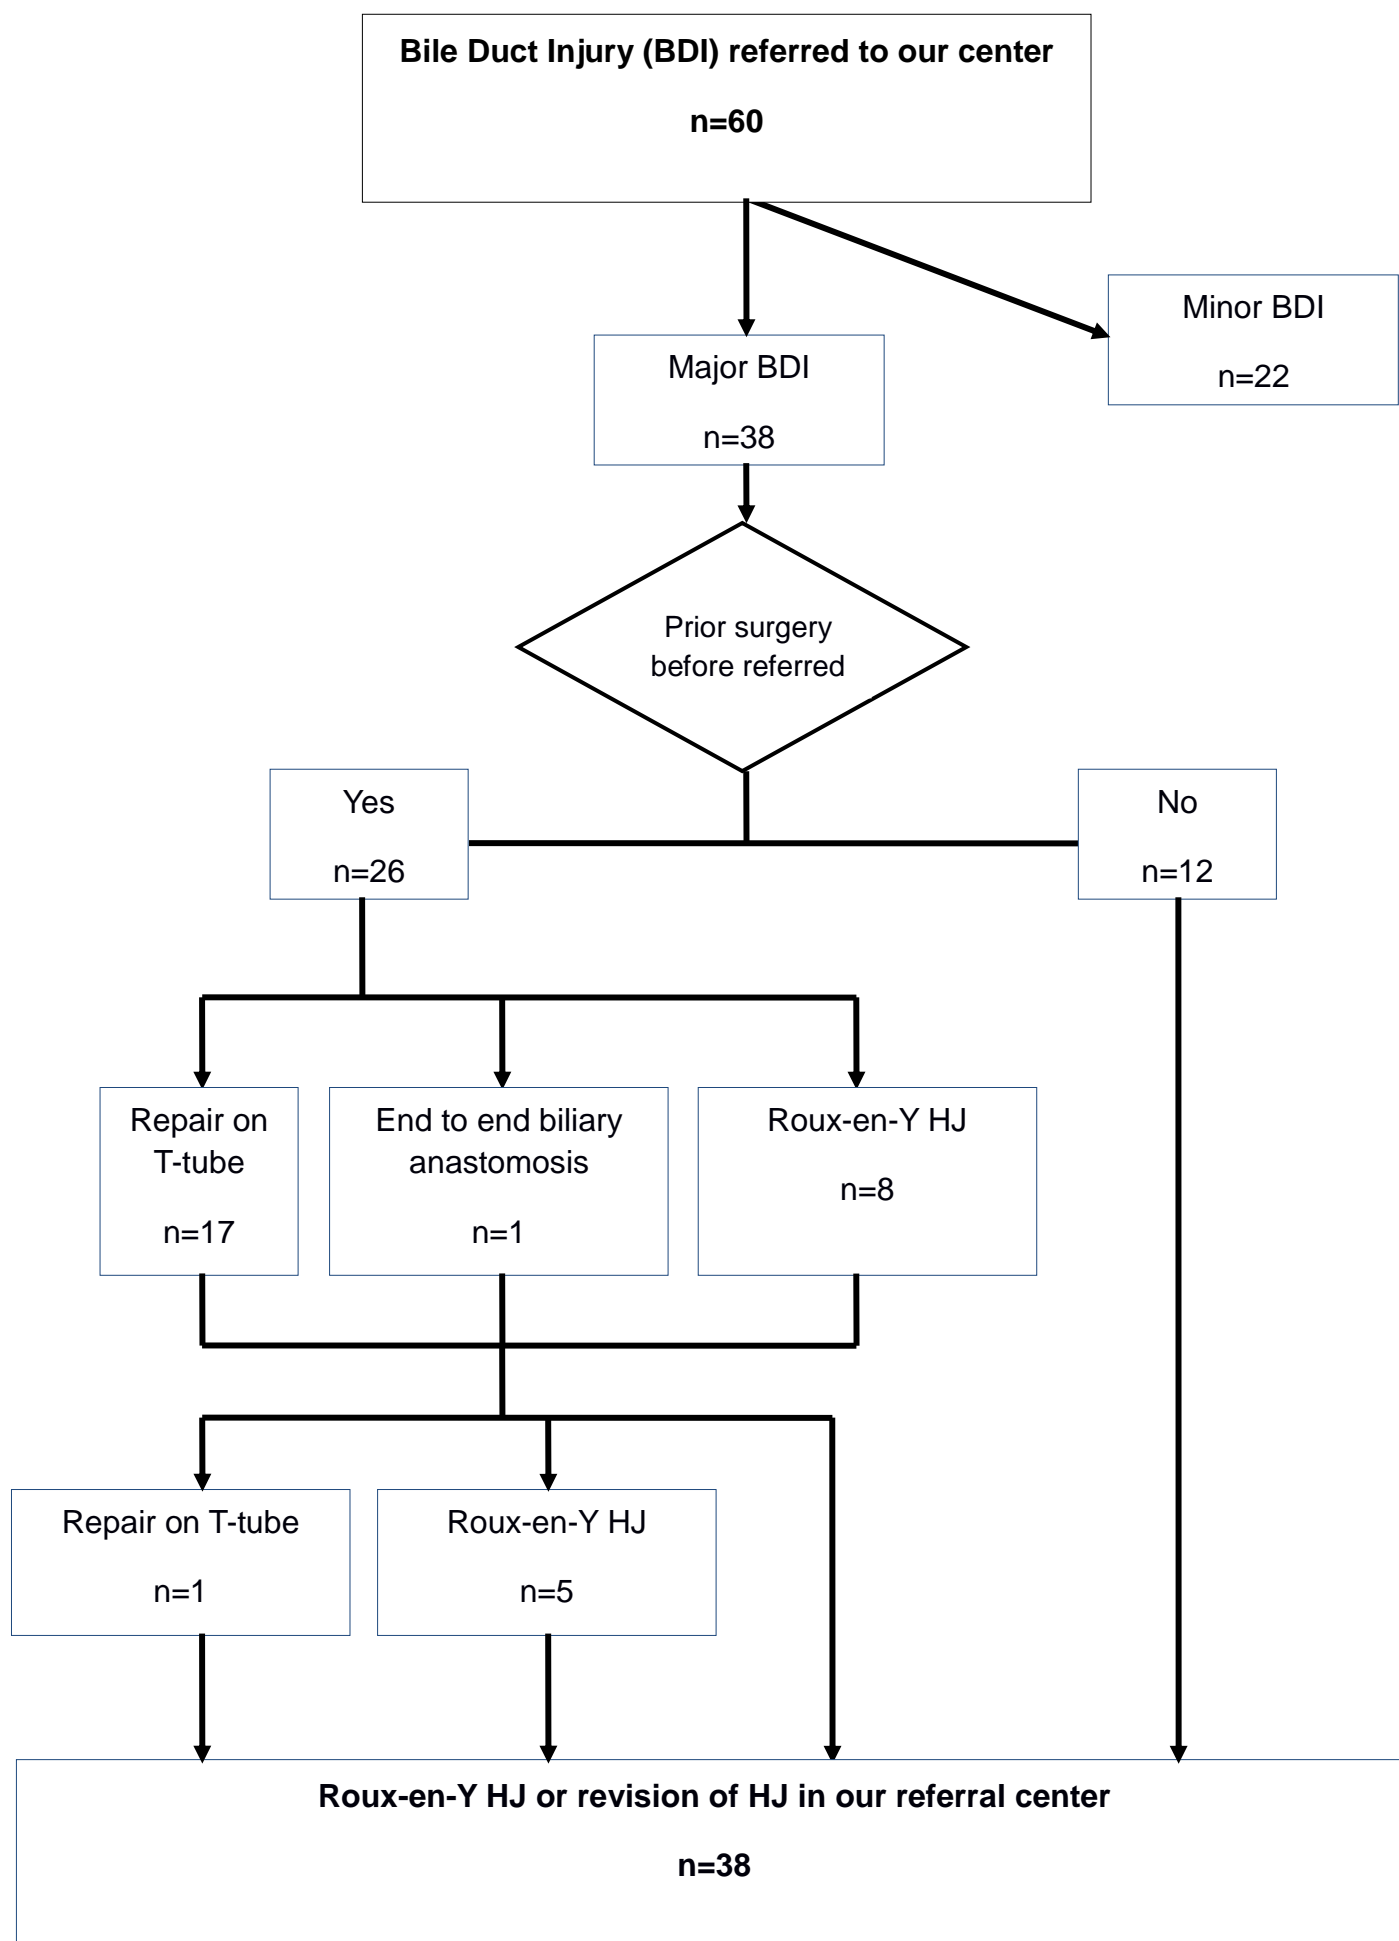 Bile Duct Injury (BDI) referred to our center
n=60
Minor BDI
n=22
Major BDI
n=38
Prior surgery
before referred
Yes
n=26
No
n=12
Repair on
T-tube
n=17
End to end biliary
anastomosis
n=1
Roux-en-Y HJ
n=8
Repair on T-tube
n=1
Roux-en-Y HJ
n=5
Roux-en-Y HJ or revision of HJ in our referral center
n=38